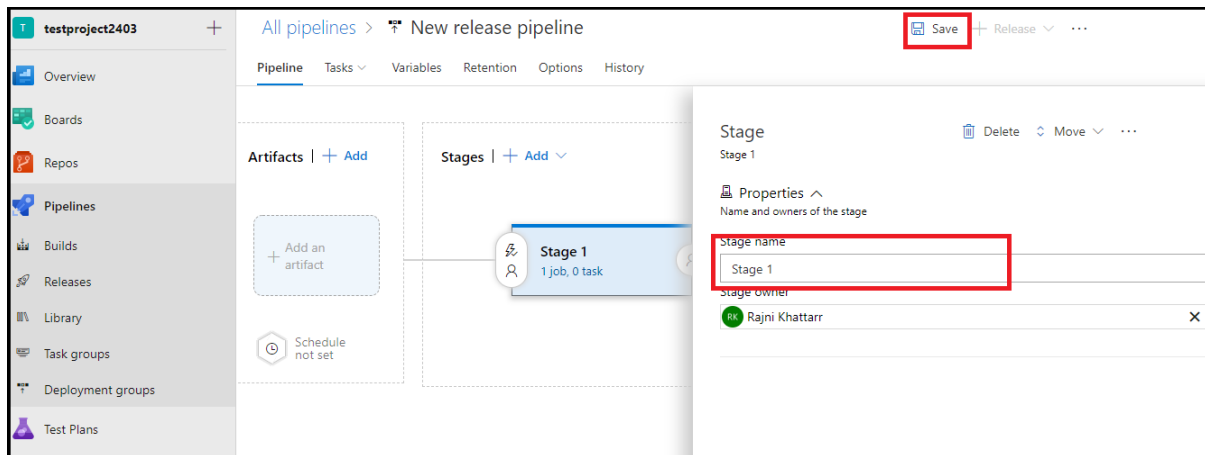 T testproject2403 +
All pipelines > New release pipeline
Save + Release ...
Pipeline Tasks Variables Retention Options History
Overview
Boards
Repos
Pipelines
Builds
Releases
Library
Task groups
Deployment groups
Test Plans
Artifacts | + Add
Stages | + Add
+ Add an
artifact
Schedule
not set
Stage 1
1 job, 0 task
Stage
Delete Move ...
Stage 1
Properties
Name and owners of the stage
Stage name
Stage 1
Stage owner
RK Rajni Khattarr